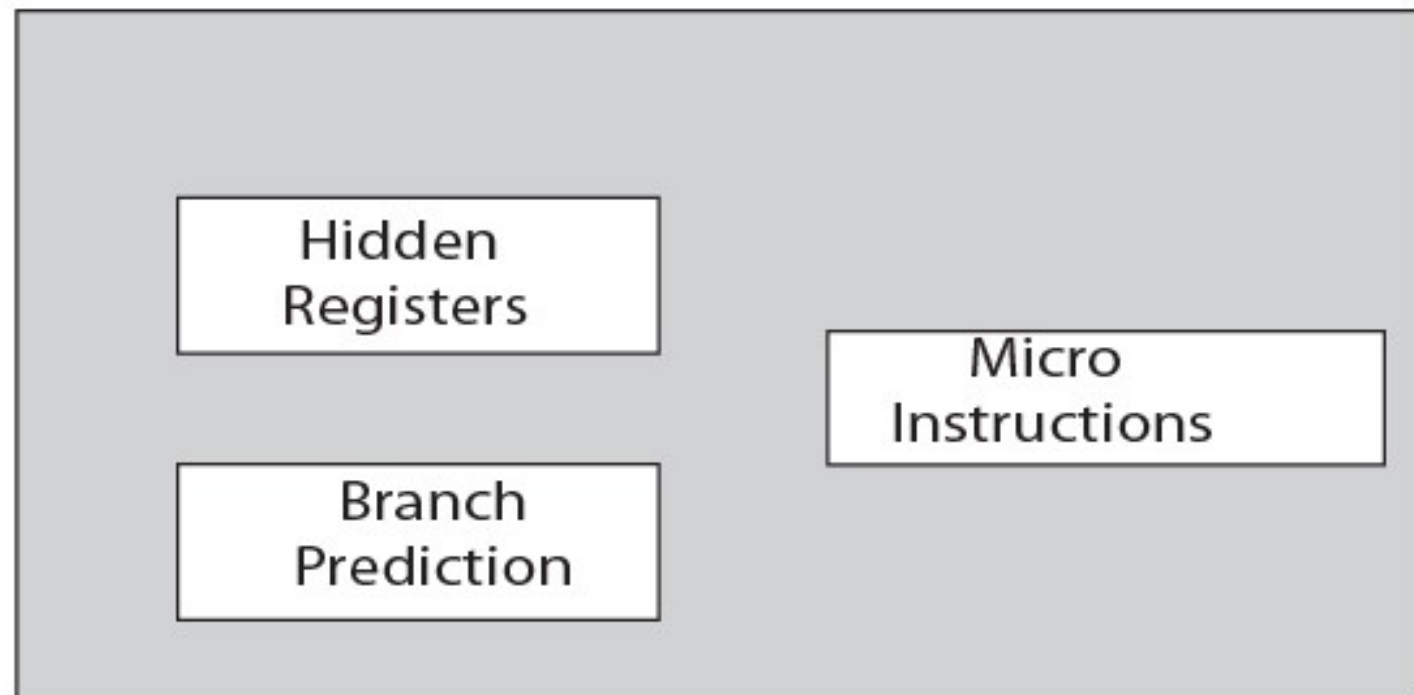 Hidden
Registers
Micro
Instructions
Branch
Prediction